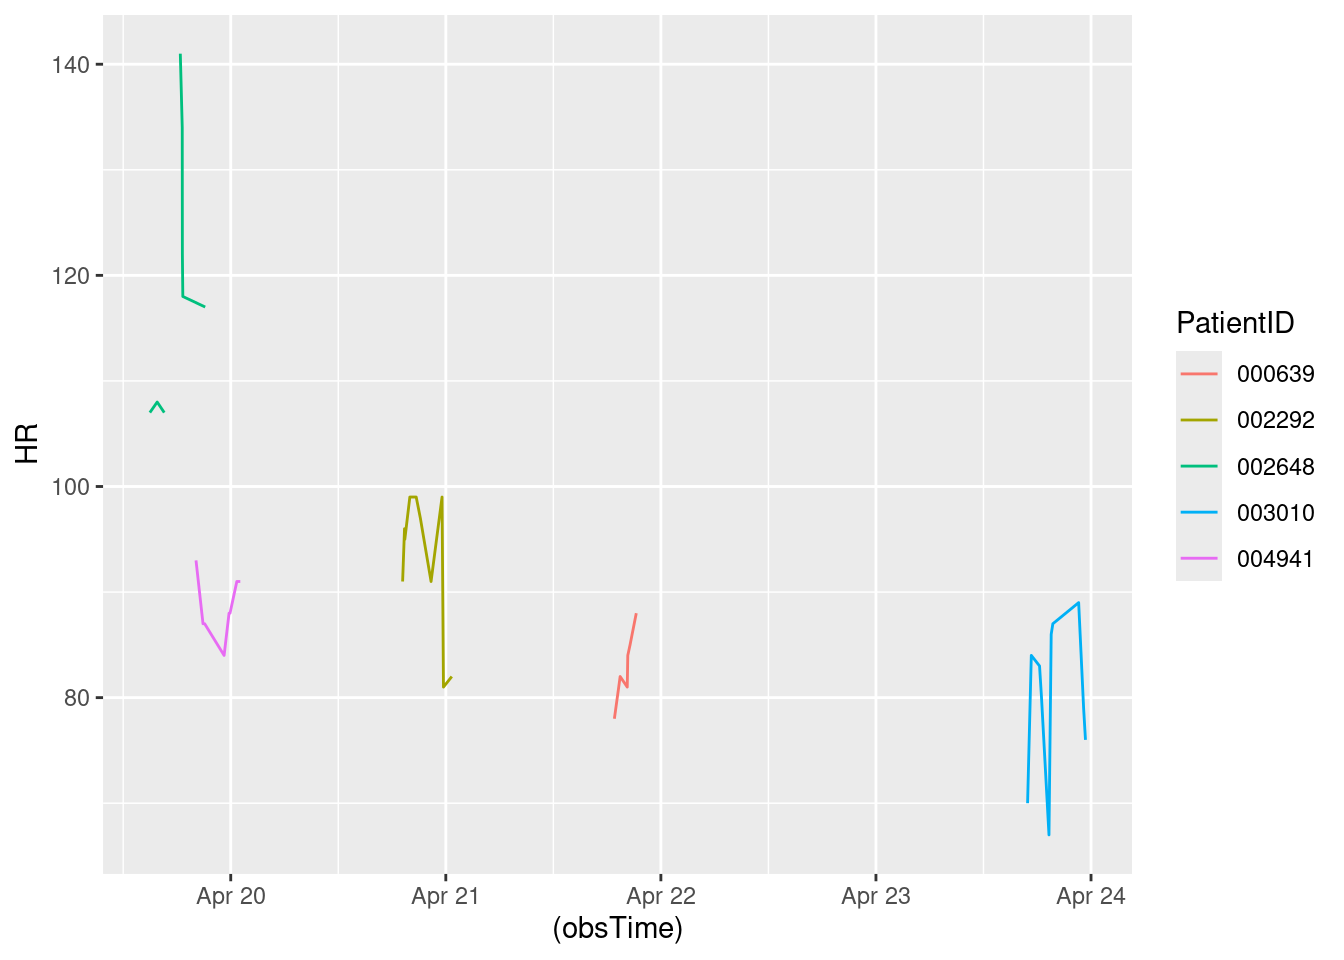 140
120
100
80
HR
Apr 20
Apr 21
Apr 22
Apr 23
Apr 24
(obsTime)
PatientID
000639
002292
002648
003010
004941